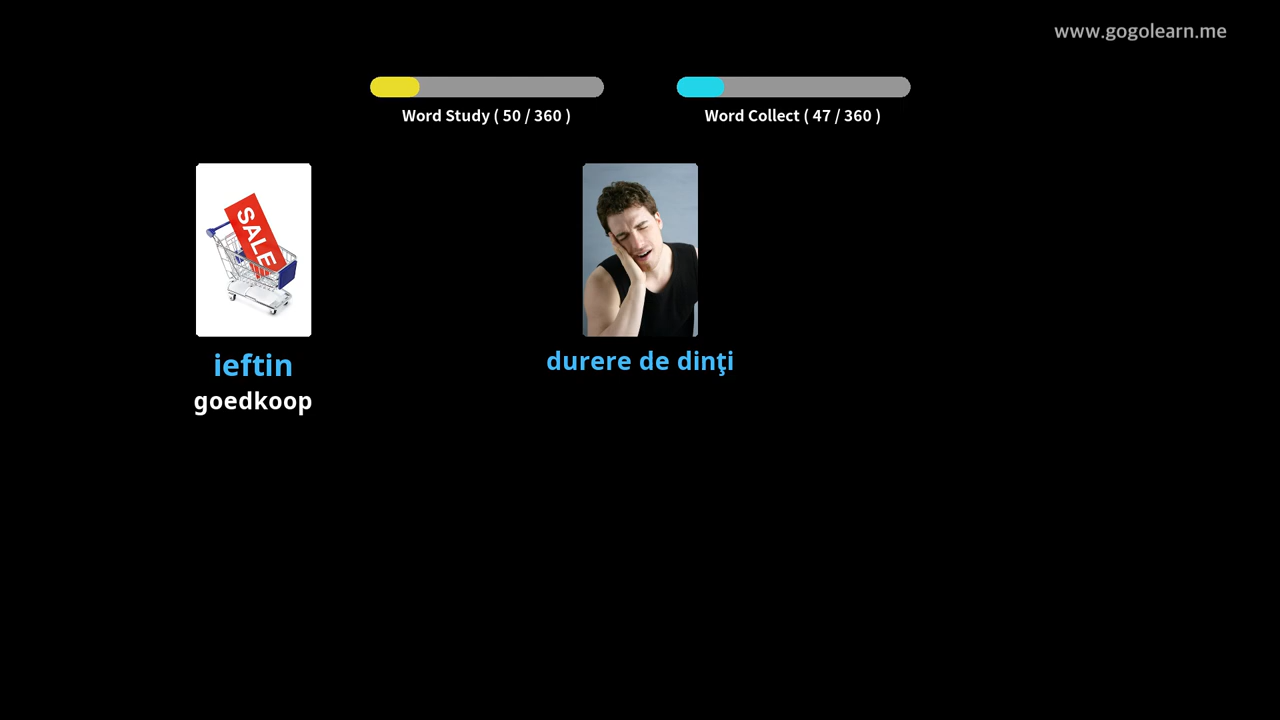 www.gogolearn.me
Word Study ( 50 / 360 )
Word Collect ( 47 / 360 )
SALE
ieftin
goedkoop
durere de dinţi